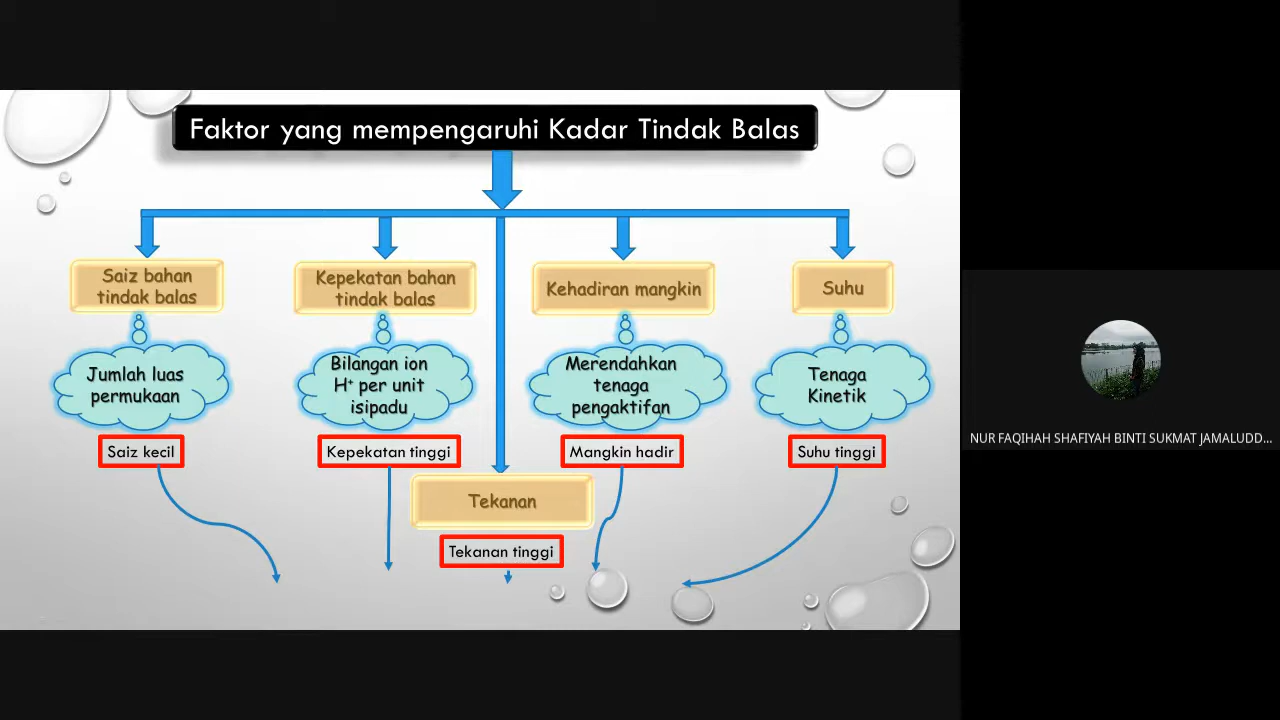 Faktor yang mempengaruhi Kadar Tindak Balas
Saiz bahan
tindak balas
Kepekatan bahan
tindak balas
Kehadiran mangkin
Suhu
Jumlah luas
permukaan
Bilangan ion
H⁺ per unit
isipadu
Merendahkan
tenaga
pengaktifan
Tenaga
Kinetik
Saiz kecil
Kepekatan tinggi
Mangkin hadir
Suhu tinggi
Tekanan
Tekanan tinggi
NUR FAQIHAH SHAFIYAH BINTI SUKMAT JAMALUDD...